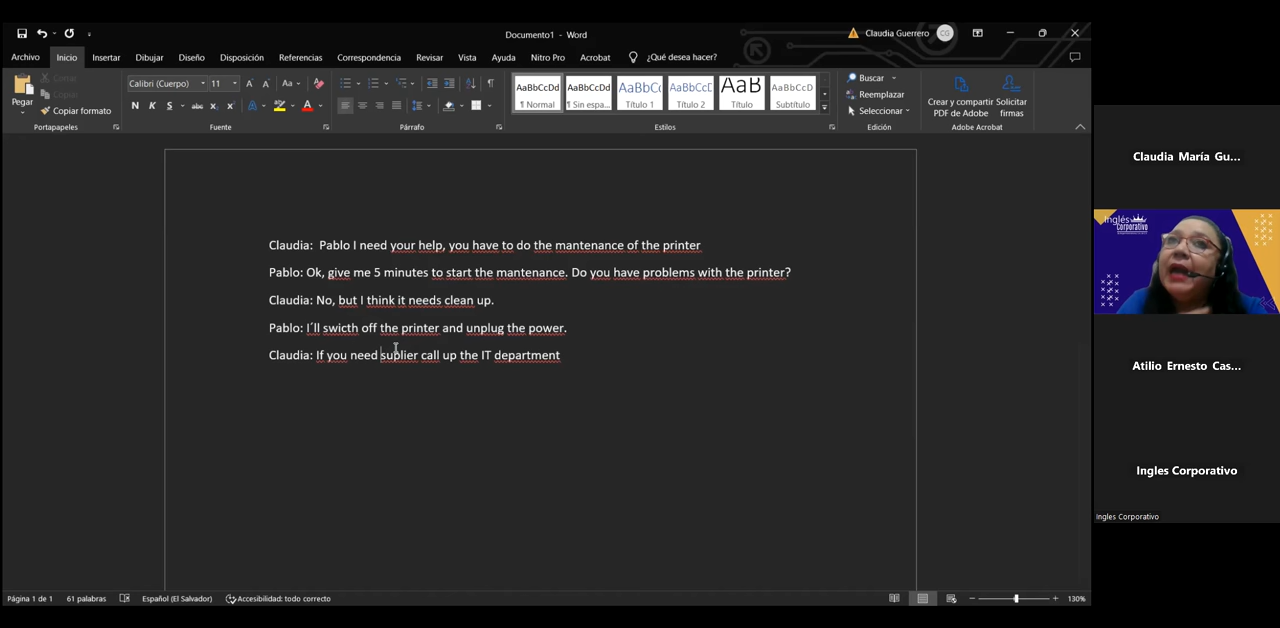 Documento1 - Word
Claudia Guerrero
CG
Archivo Inicio Insertar Dibujar Diseño Disposición Referencias Correspondencia Revisar Vista Ayuda Nitro Pro Acrobat ¿Qué desea hacer?
Pegar
Cortar
Copiar
Copiar formato
Portapapeles
Calibri (Cuerpo) 11
Fuente
Párrafo
AaBbCcDd AaBbCcDd AaBbCc AaBbCcC AaB AaBbCcD
¶ Normal ¶ Sin espa... Título 1 Título 2 Título Subtítulo
Estilos
Buscar
Reemplazar
Seleccionar
Edición
Crear y compartir PDF de Adobe
Solicitar firmas
Adobe Acrobat
Claudia: Pablo I need your help, you have to do the mantenance of the printer
Pablo: Ok, give me 5 minutes to start the mantenance. Do you have problems with the printer?
Claudia: No, but I think it needs clean up.
Pablo: I´ll swicth off the printer and unplug the power.
Claudia: If you need suplier call up the IT department
Página 1 de 1 61 palabras Español (El Salvador) Accesibilidad: todo correcto
130%
Claudia María Gu...
Inglés Corporativo
Atilio Ernesto Cas...
Ingles Corporativo
Ingles Corporativo